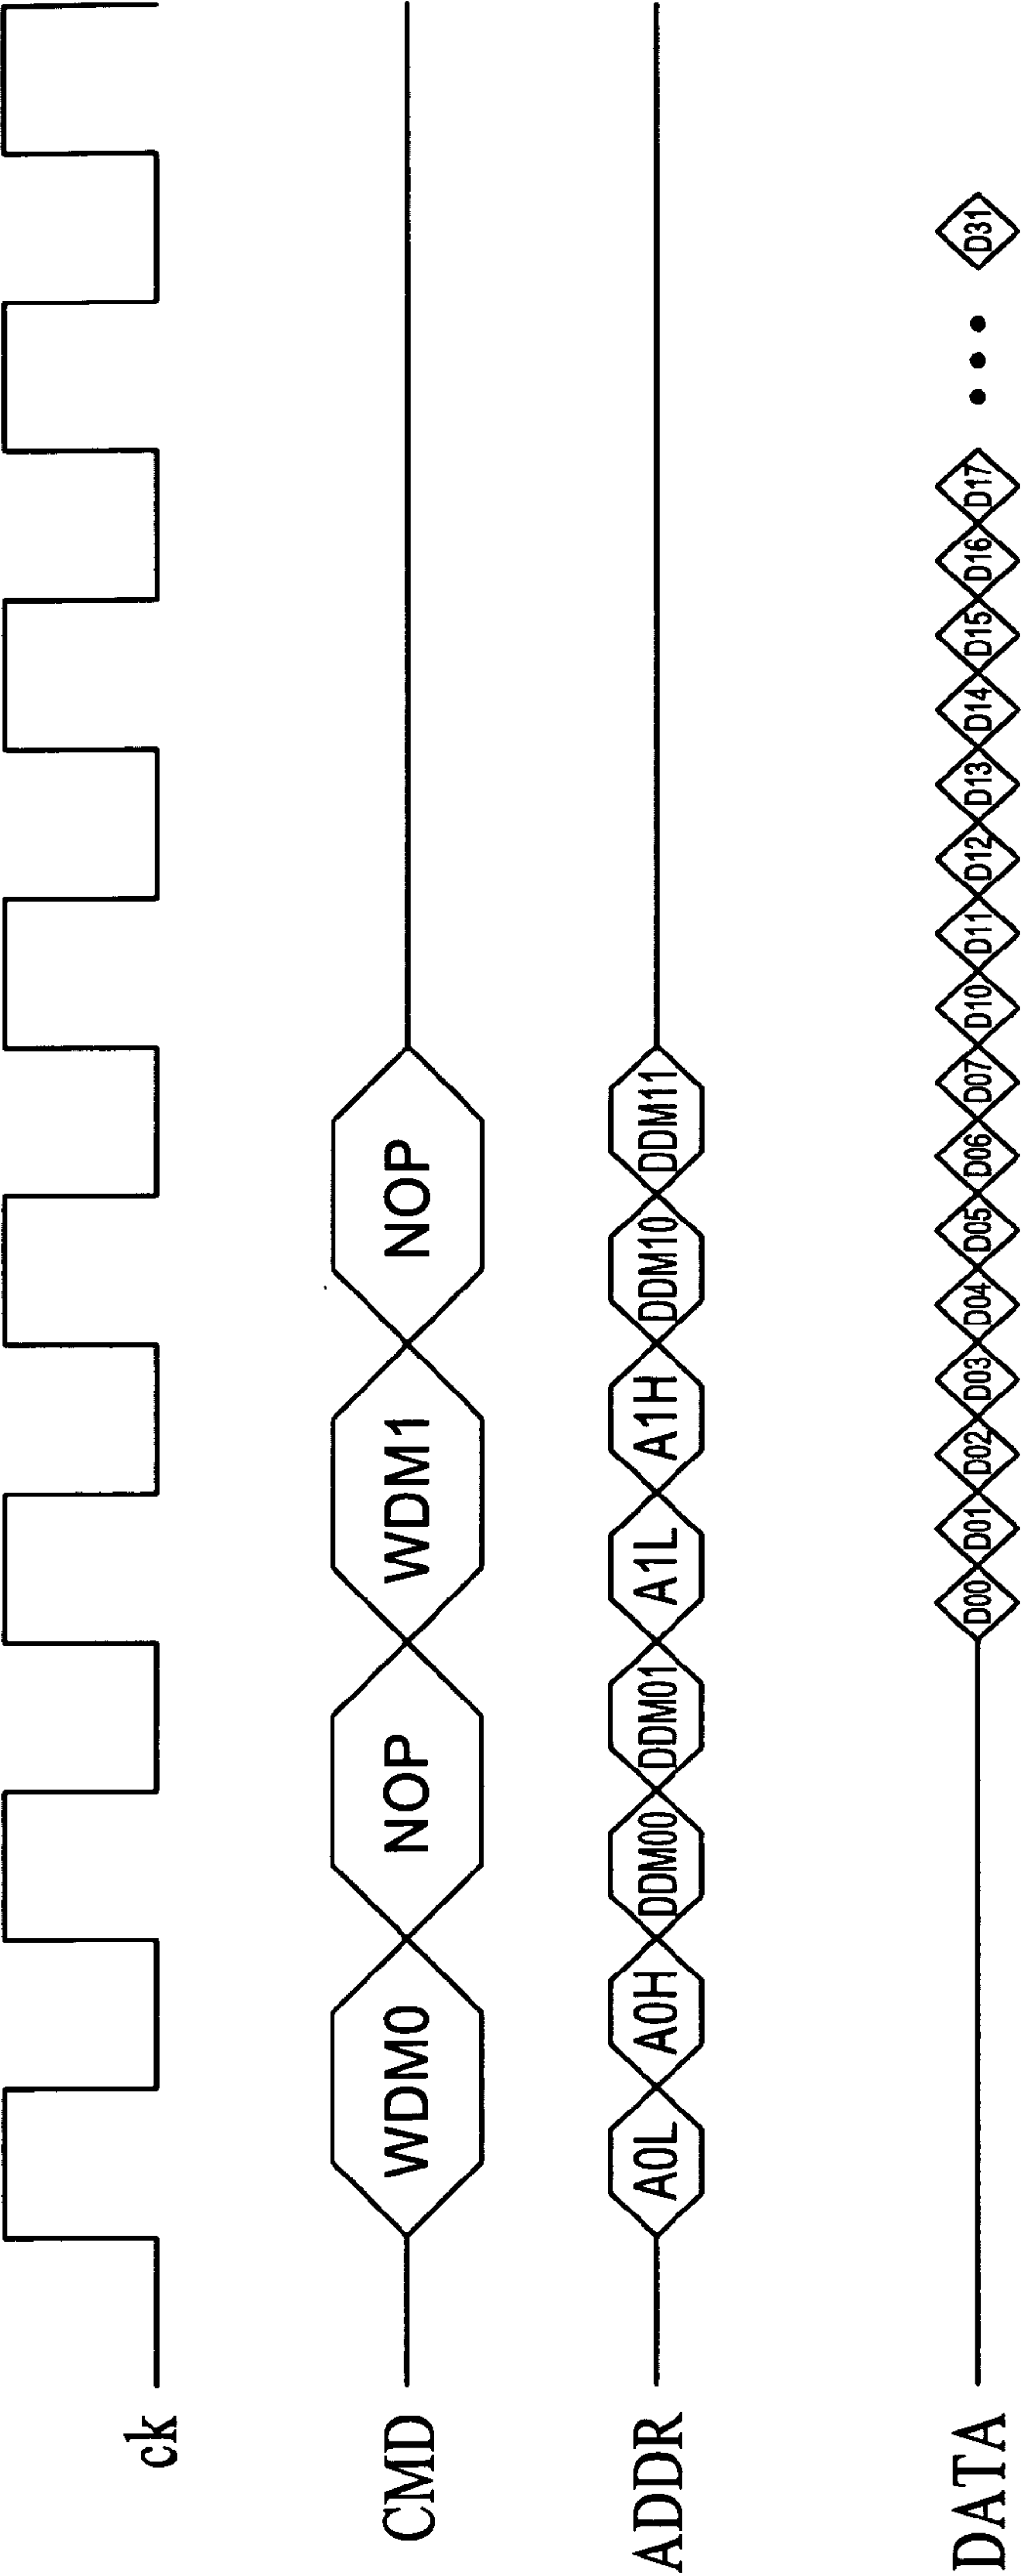 ck
CMD WDM0 NOP WDM1 NOP
ADDR A0L A0H DDM00 DDM01 A1L A1H DDM10 DDM11
DATA D00 D01 D02 D03 D04 D05 D06 D07 D10 D11 D12 D13 D14 D15 D16 D17 ••• D31